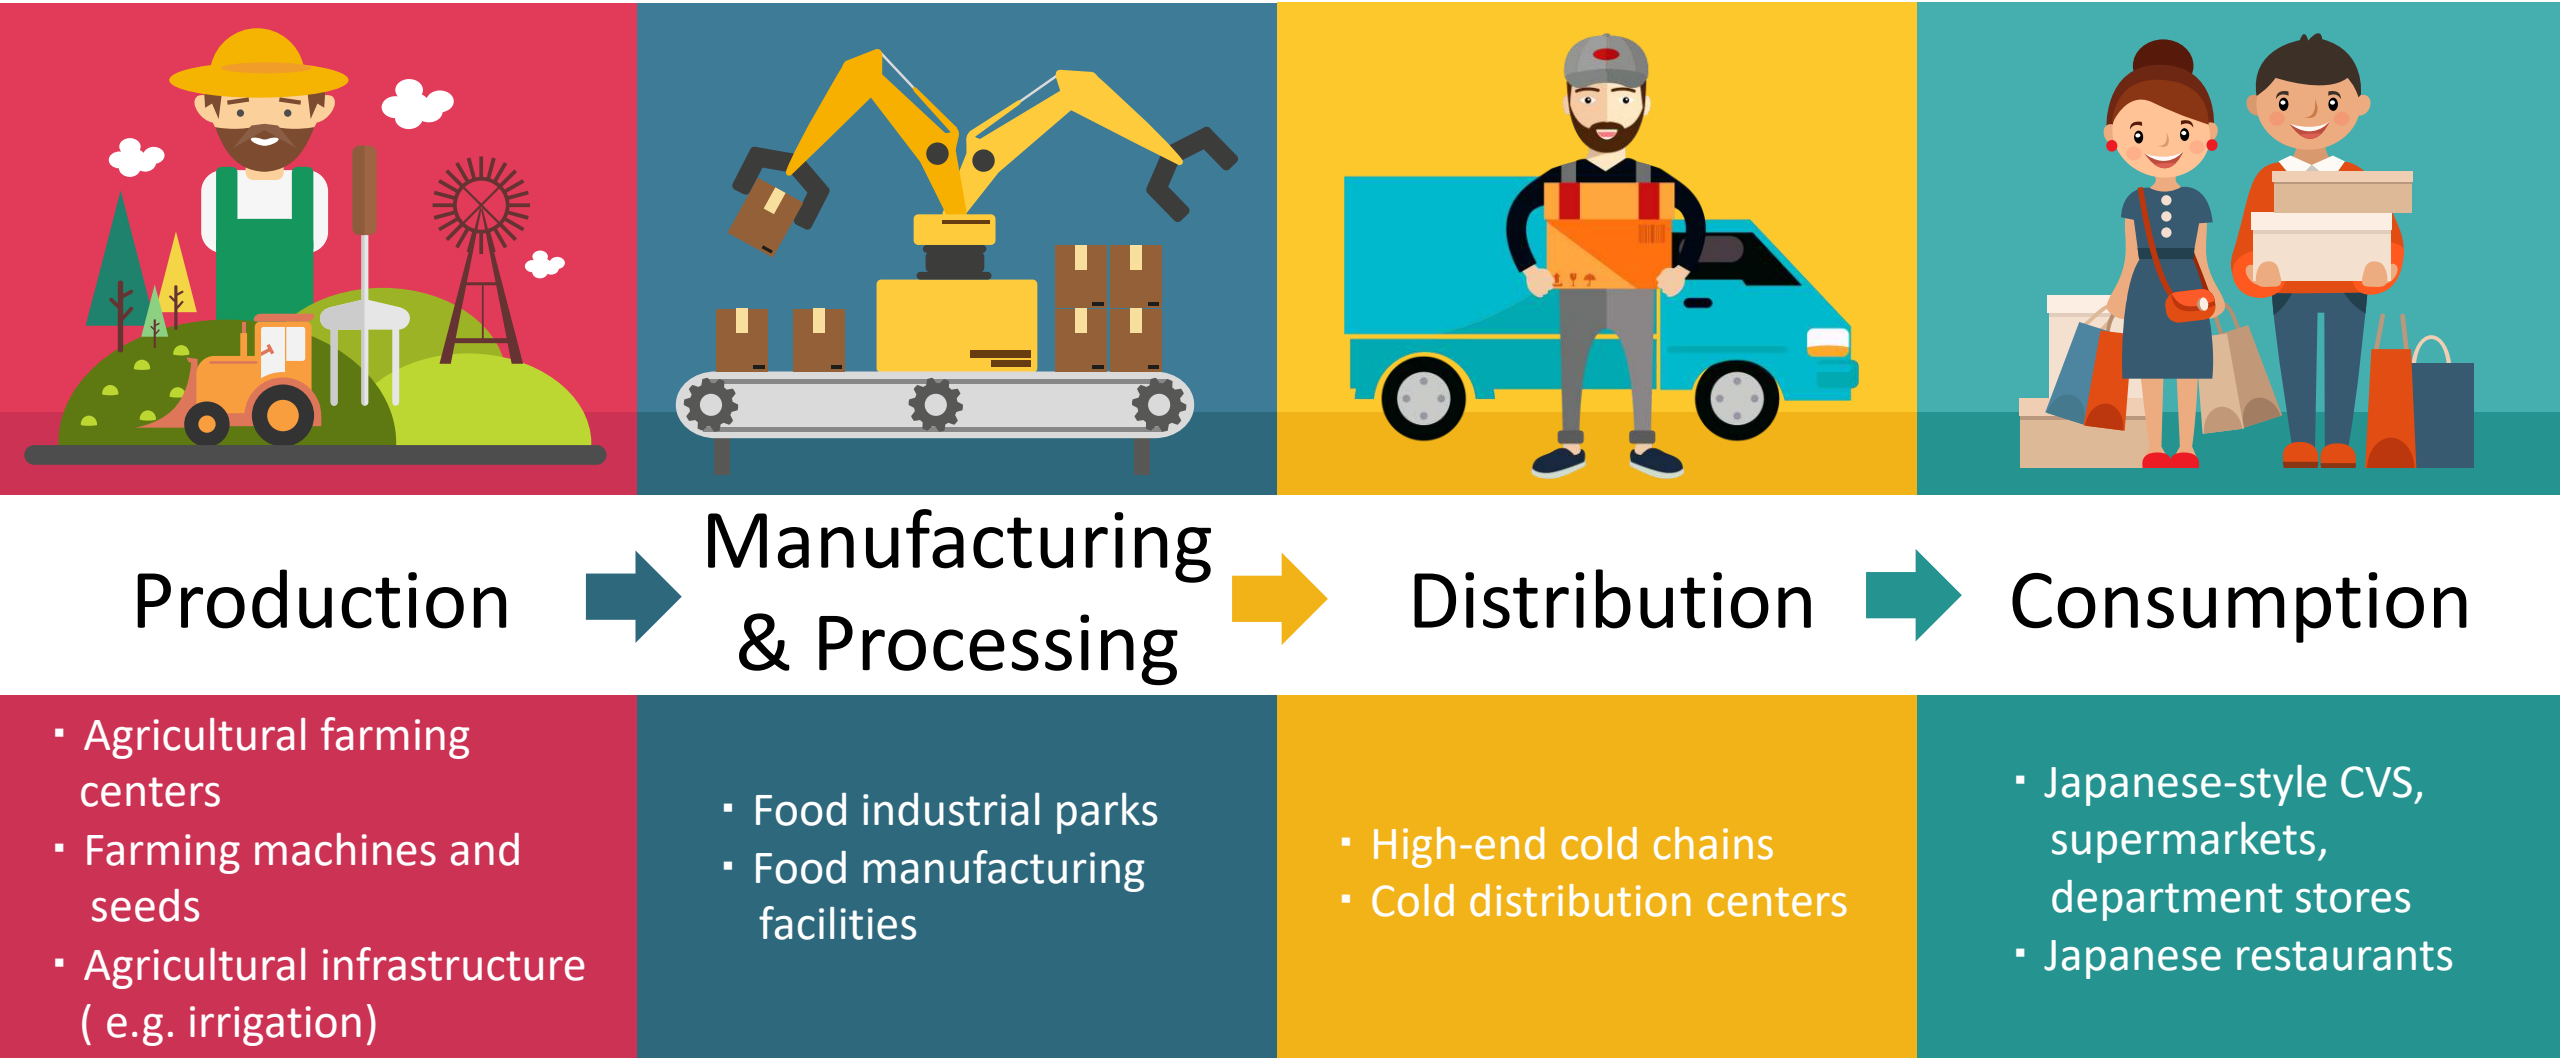 Production
Manufacturing
& Processing
Distribution
Consumption
・Agricultural farming
centers
・Farming machines and
seeds
・Agricultural infrastructure
( e.g. irrigation)
・Food industrial parks
・Food manufacturing
facilities
・High-end cold chains
・Cold distribution centers
・Japanese-style CVS,
supermarkets,
department stores
・Japanese restaurants